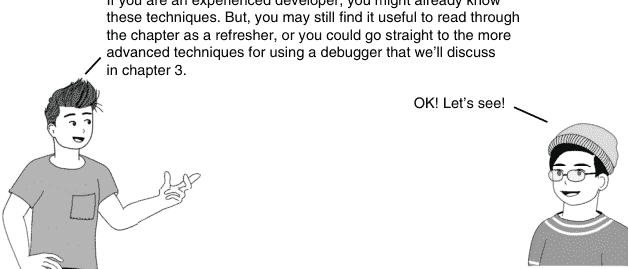 If you are an experienced developer, you might already know
these techniques. But, you may still find it useful to read through
the chapter as a refresher, or you could go straight to the more
advanced techniques for using a debugger that we’ll discuss
in chapter 3.
OK! Let’s see!